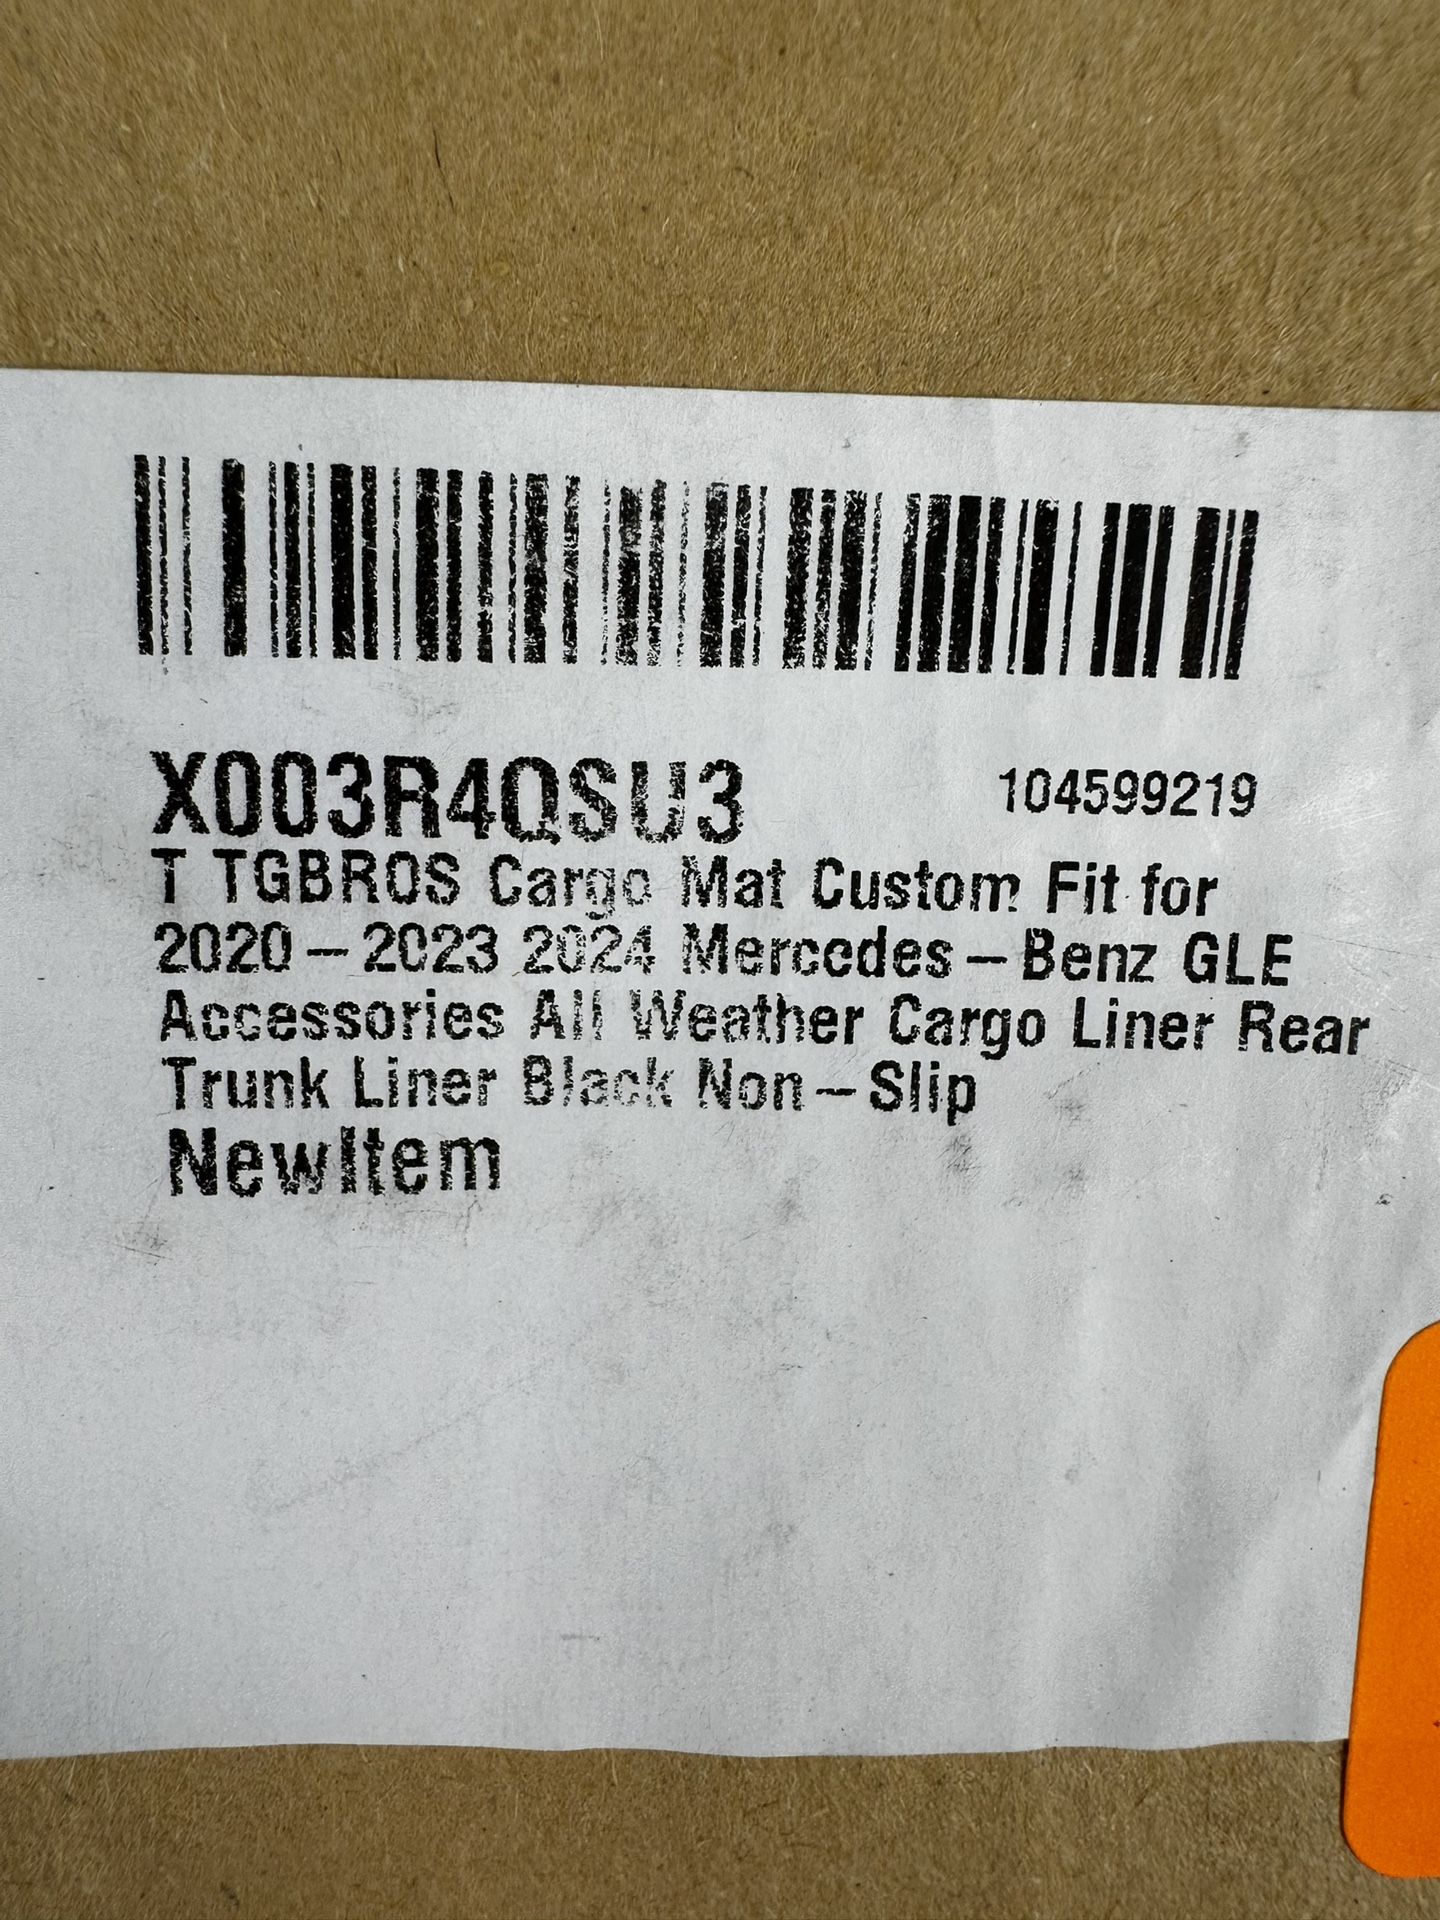 X003R4QSU3 104599219
T TGBROS Cargo Mat Custom Fit for
2020-2023 2024 Mercedes-Benz GLE
Accessories All Weather Cargo Liner Rear
Trunk Liner Black Non-Slip
NewItem